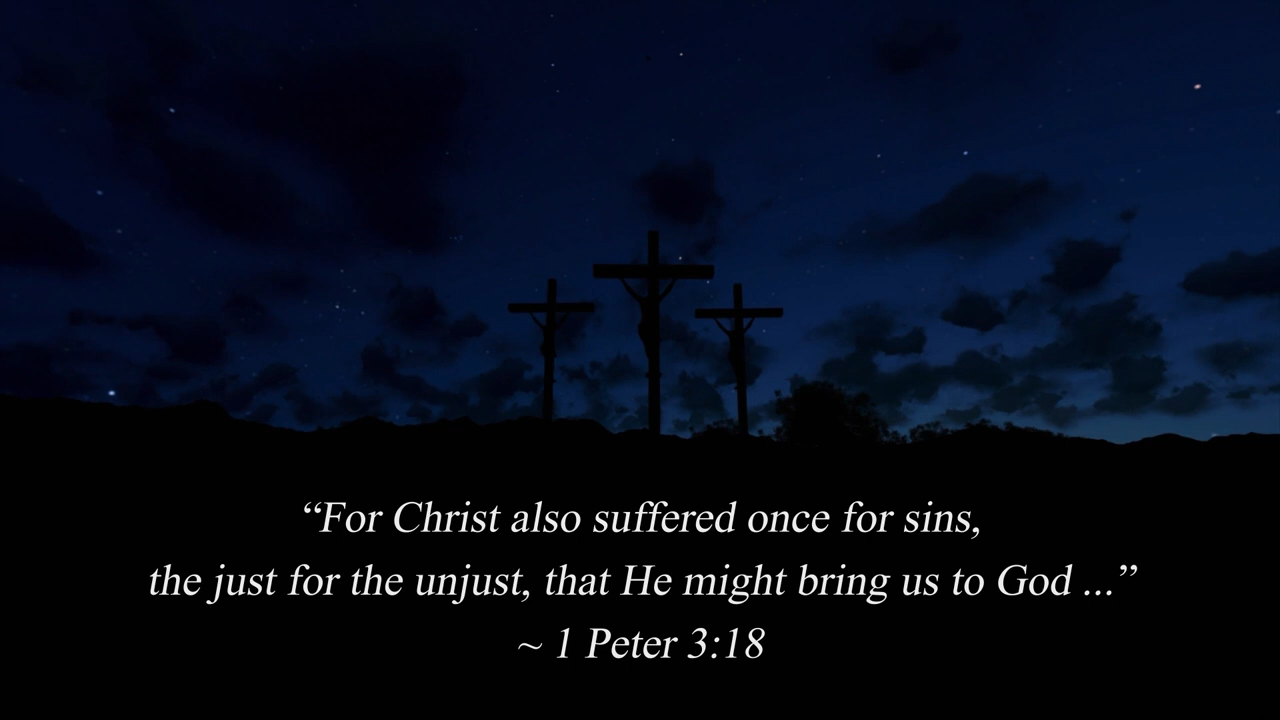 “For Christ also suffered once for sins,
the just for the unjust, that He might bring us to God ...”
~ 1 Peter 3:18